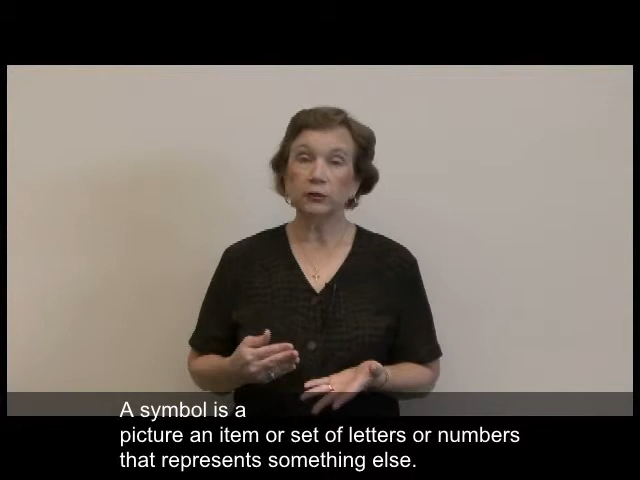 A symbol is a
picture an item or set of letters or numbers
that represents something else.